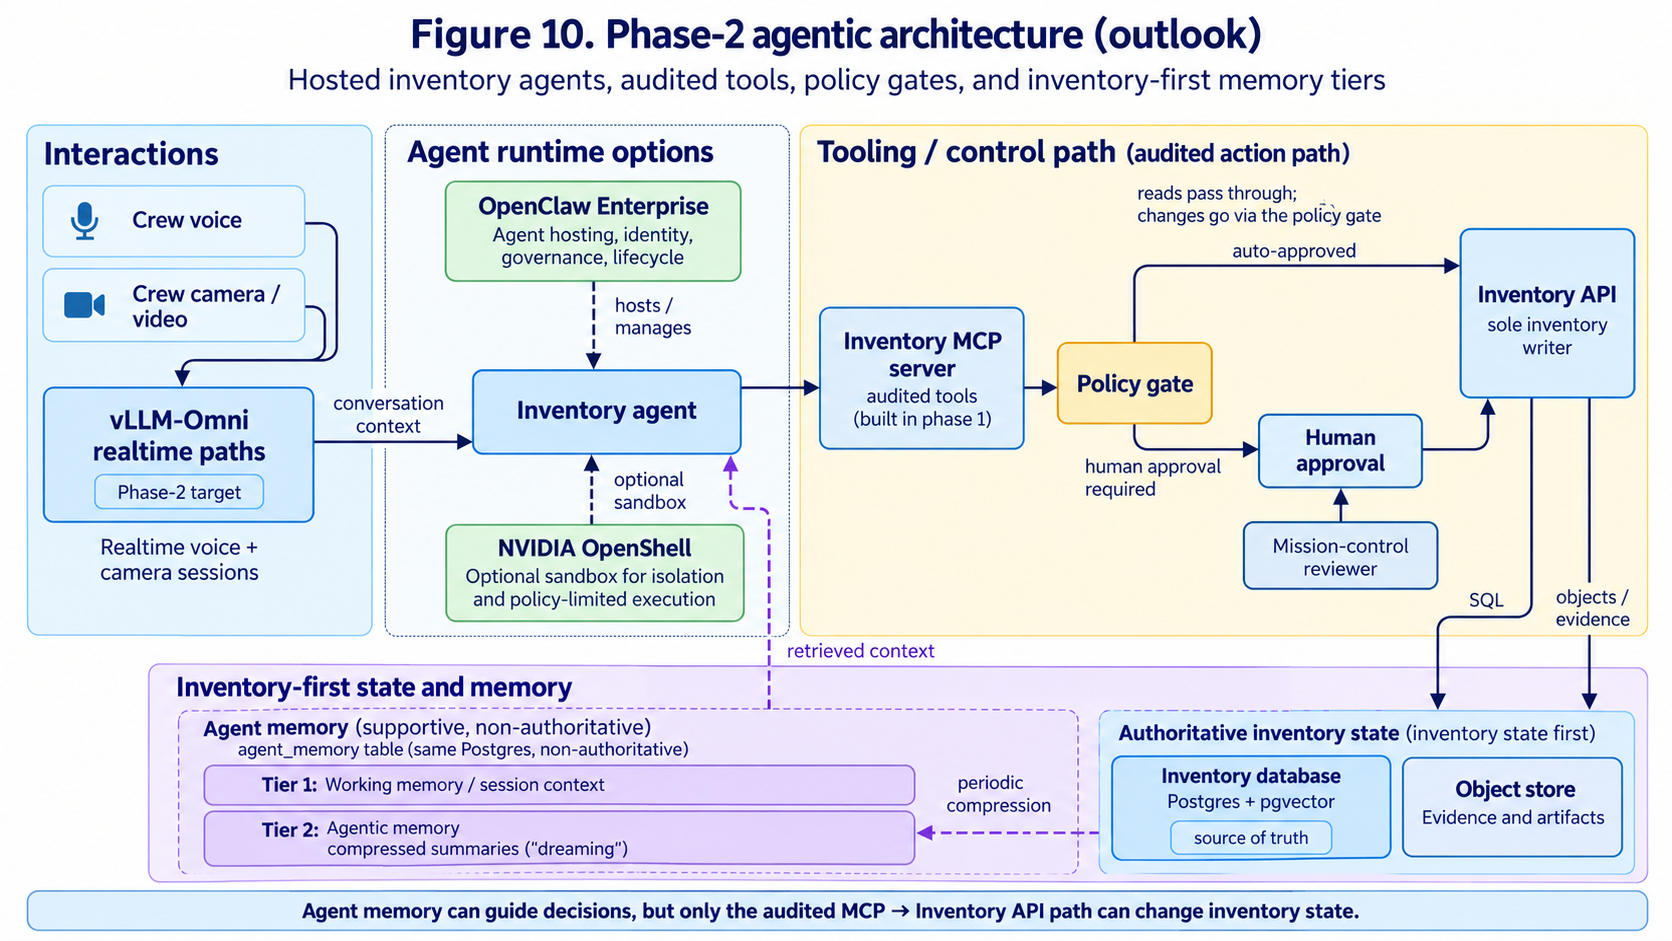 Figure 10. Phase-2 agentic architecture (outlook)
Hosted inventory agents, audited tools, policy gates, and inventory-first memory tiers
Interactions
Crew voice
Crew camera /
video
vLLM-Omni
realtime paths
Phase-2 target
Realtime voice +
camera sessions
conversation
context
Agent runtime options
OpenClaw Enterprise
Agent hosting, identity,
governance, lifecycle
hosts /
manages
Inventory agent
optional
sandbox
NVIDIA OpenShell
Optional sandbox for isolation
and policy-limited execution
Tooling / control path (audited action path)
reads pass through;
changes go via the policy gate
auto-approved
Inventory MCP
server
audited tools
(built in phase 1)
Policy gate
human approval
required
Human
approval
Mission-control
reviewer
Inventory API
sole inventory
writer
SQL
objects /
evidence
retrieved context
Inventory-first state and memory
Agent memory (supportive, non-authoritative)
agent_memory table (same Postgres, non-authoritative)
Tier 1: Working memory / session context
Tier 2: Agentic memory
compressed summaries ("dreaming")
periodic
compression
Authoritative inventory state (inventory state first)
Inventory database
Postgres + pgvector
source of truth
Object store
Evidence and artifacts
Agent memory can guide decisions, but only the audited MCP → Inventory API path can change inventory state.